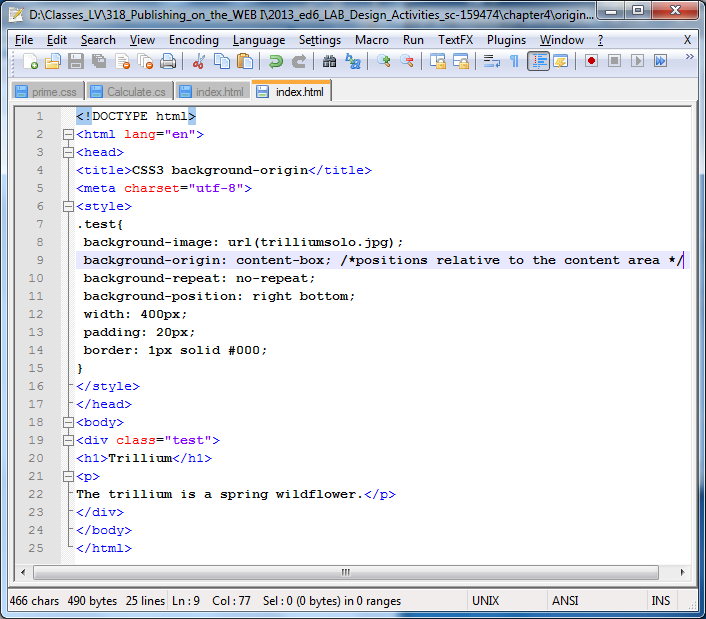 D:\Classes_LV\318_Publishing_on_the_WEB I\2013_ed6_LAB_Design_Activities_sc-159474\chapter4\origin...
File Edit Search View Encoding Language Settings Macro Run TextFX Plugins Window ? X
prime.css Calculate.cs index.html index.html
1 <!DOCTYPE html>
2 <html lang="en">
3 <head>
4 <title>CSS3 background-origin</title>
5 <meta charset="utf-8">
6 <style>
7 .test{
8 background-image: url(trilliumsolo.jpg);
9 background-origin: content-box; /*positions relative to the content area */
10 background-repeat: no-repeat;
11 background-position: right bottom;
12 width: 400px;
13 padding: 20px;
14 border: 1px solid #000;
15 }
16 </style>
17 </head>
18 <body>
19 <div class="test">
20 <h1>Trillium</h1>
21 <p>
22 The trillium is a spring wildflower.</p>
23 </div>
24 </body>
25 </html>
466 chars 490 bytes 25 lines Ln : 9 Col : 77 Sel : 0 (0 bytes) in 0 ranges UNIX ANSI INS